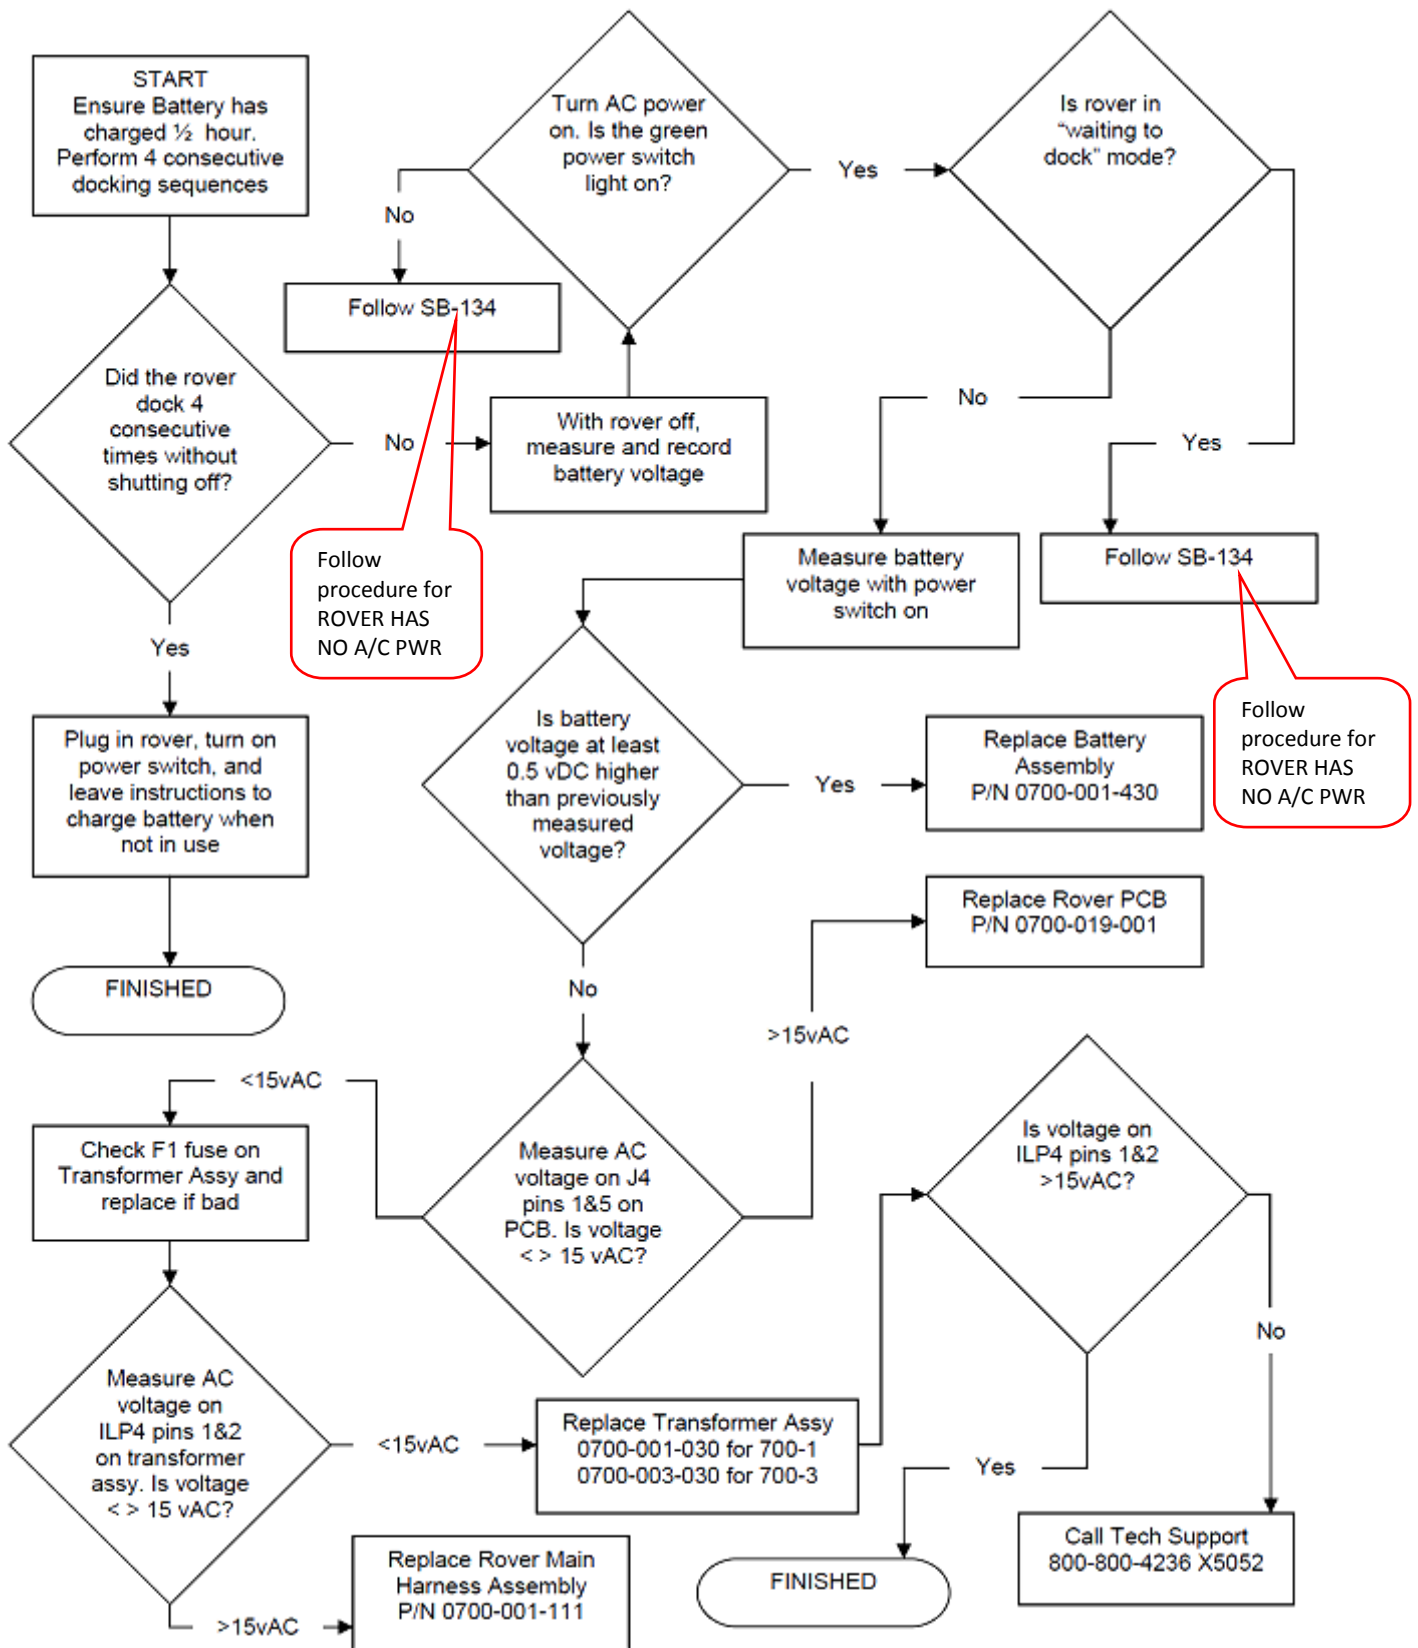 START
Ensure Battery has
charged ½ hour.
Perform 4 consecutive
docking sequences
Turn AC power
on. Is the green
power switch
light on?
Yes
Is rover in
“waiting to
dock” mode?
No
Follow SB-134
Did the rover
dock 4
consecutive
times without
shutting off?
No
With rover off,
measure and record
battery voltage
No
Yes
Follow
procedure for
ROVER HAS
NO A/C PWR
Measure battery
voltage with power
switch on
Follow SB-134
Follow
procedure for
ROVER HAS
NO A/C PWR
Yes
Plug in rover, turn on
power switch, and
leave instructions to
charge battery when
not in use
FINISHED
Is battery
voltage at least
0.5 vDC higher
than previously
measured
voltage?
Yes
Replace Battery
Assembly
P/N 0700-001-430
Replace Rover PCB
P/N 0700-019-001
No
>15vAC
<15vAC
Check F1 fuse on
Transformer Assy and
replace if bad
Measure AC
voltage on J4
pins 1&5 on
PCB. Is voltage
< > 15 vAC?
Is voltage on
ILP4 pins 1&2
>15vAC?
No
Measure AC
voltage on
ILP4 pins 1&2
on transformer
assy. Is voltage
< > 15 vAC?
<15vAC
Replace Transformer Assy
0700-001-030 for 700-1
0700-003-030 for 700-3
Yes
Call Tech Support
800-800-4236 X5052
FINISHED
>15vAC
Replace Rover Main
Harness Assembly
P/N 0700-001-111